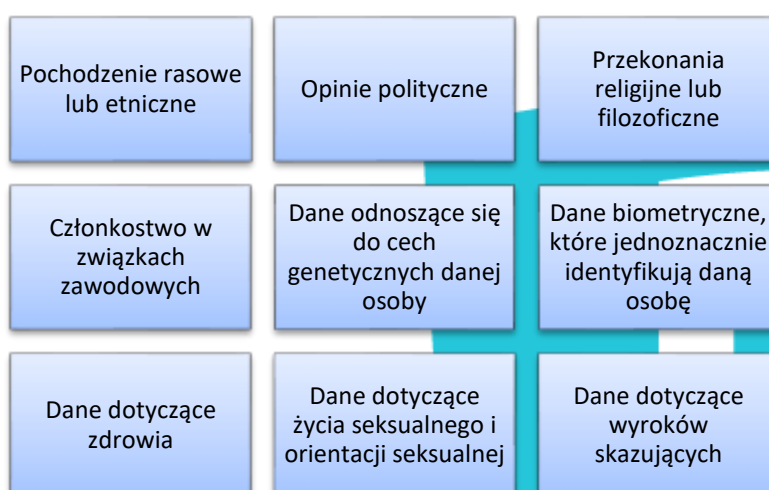 Pochodzenie rasowe
lub etniczne
Opinie polityczne
Przekonania
religijne lub
filozoficzne
Członkostwo w
związkach
zawodowych
Dane odnoszące się
do cech
genetycznych danej
osoby
Dane biometryczne,
które jednoznacznie
identyfikują daną
osobę
Dane dotyczące
zdrowia
Dane dotyczące
życia seksualnego i
orientacji seksualnej
Dane dotyczące
wyroków
skazujących